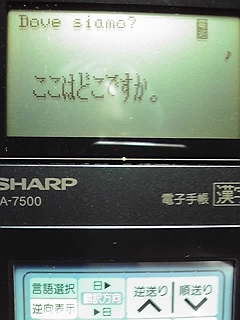 Dove siamo?
ここはどこですか。
SHARP
A-7500
電子手帳
漢字
言語選択
日▶
翻訳方向
▶日
逆向表示
逆送り
順送り